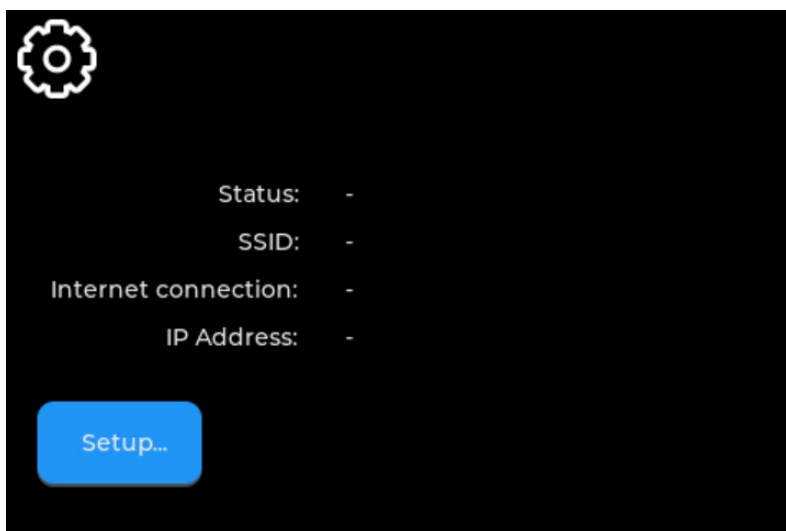 Status: -
SSID: -
Internet connection: -
IP Address: -
Setup...